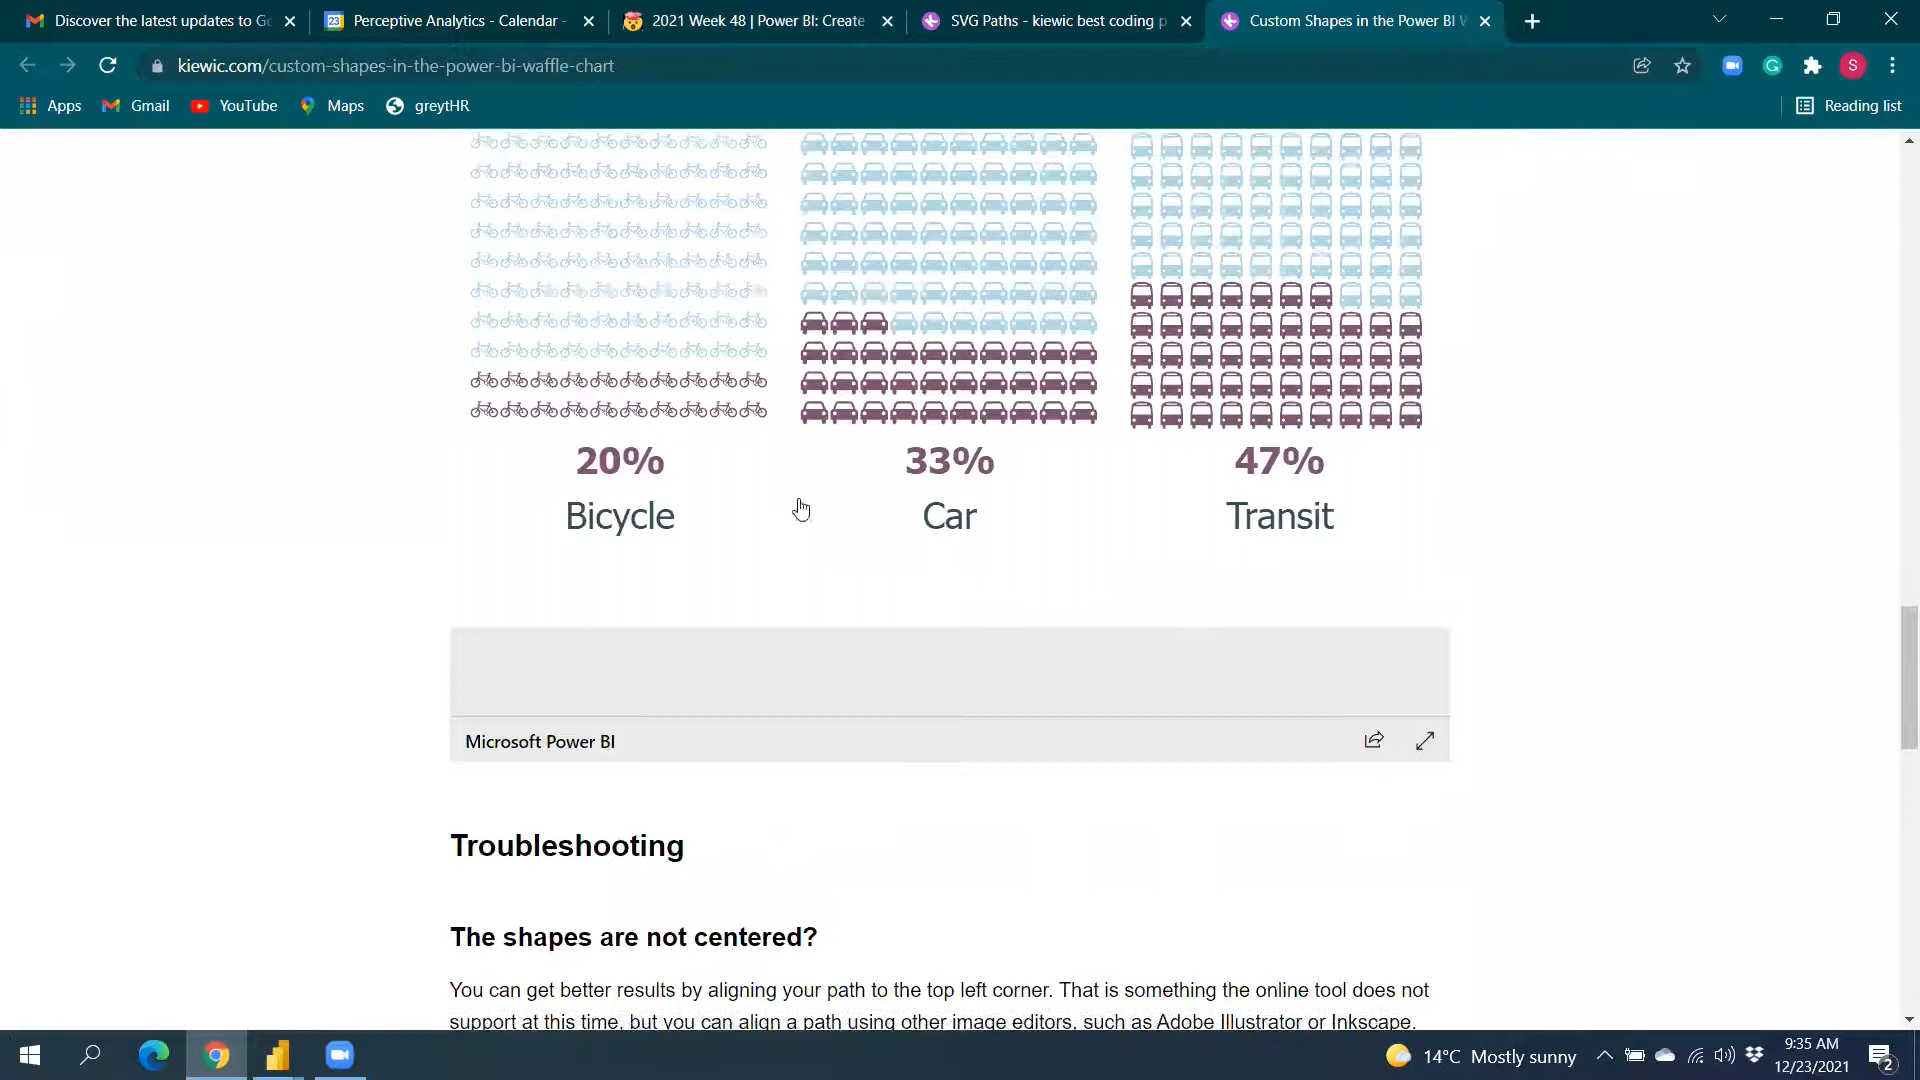 Discover the latest updates to Go
Perceptive Analytics - Calendar -
2021 Week 48 | Power BI: Create
SVG Paths - kiewic best coding p
Custom Shapes in the Power BI W
kiewic.com/custom-shapes-in-the-power-bi-waffle-chart
S
Apps
Gmail
YouTube
Maps
greytHR
Reading list
20%
33%
47%
Bicycle
Car
Transit
Microsoft Power BI
Troubleshooting
The shapes are not centered?
You can get better results by aligning your path to the top left corner. That is something the online tool does not
support at this time, but you can align a path using other image editors, such as Adobe Illustrator or Inkscape.
14°C Mostly sunny
9:35 AM
12/23/2021
2